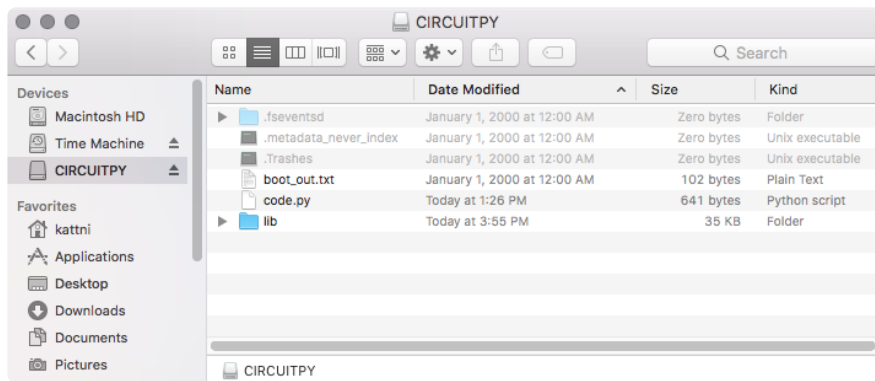 CIRCUITPY
Search
Devices
Macintosh HD
Time Machine
CIRCUITPY
Favorites
kattni
Applications
Desktop
Downloads
Documents
Pictures
Name Date Modified Size Kind
.fseventsd January 1, 2000 at 12:00 AM Zero bytes Folder
.metadata_never_index January 1, 2000 at 12:00 AM Zero bytes Unix executable
.Trashes January 1, 2000 at 12:00 AM Zero bytes Unix executable
boot_out.txt January 1, 2000 at 12:00 AM 102 bytes Plain Text
code.py Today at 1:26 PM 641 bytes Python script
lib Today at 3:55 PM 35 KB Folder
CIRCUITPY